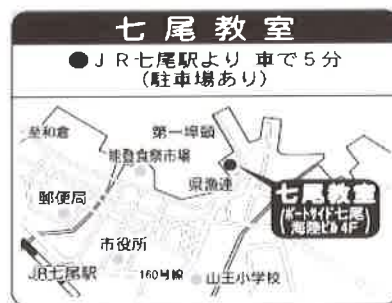 七尾教室
●JR七尾駅より 車で5分
(駐車場あり)
至和倉
第一埠頭
能登食祭市場
県漁連
郵便局
七尾教室
(ポートサイド七尾
海陸ビル4F)
市役所
JR七尾駅
160号線
山王小学校